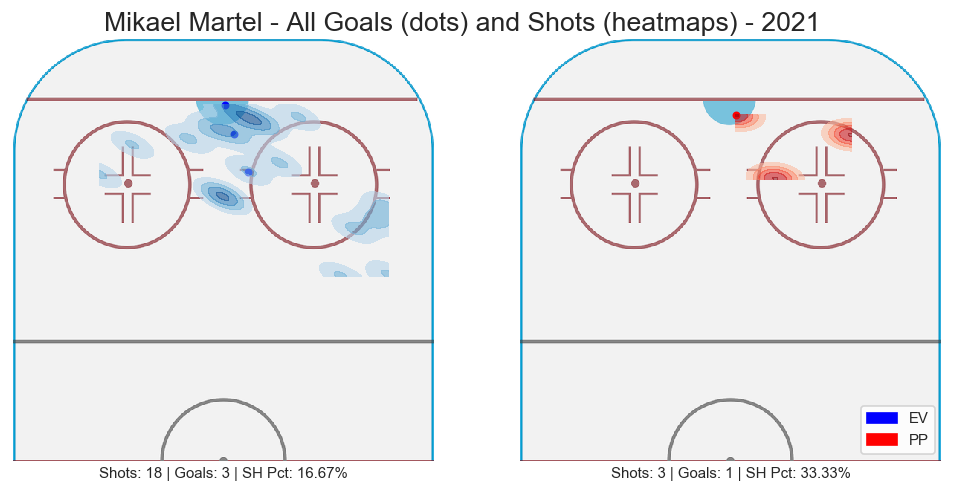 Mikael Martel - All Goals (dots) and Shots (heatmaps) - 2021
EV
PP
Shots: 18 | Goals: 3 | SH Pct: 16.67%
Shots: 3 | Goals: 1 | SH Pct: 33.33%